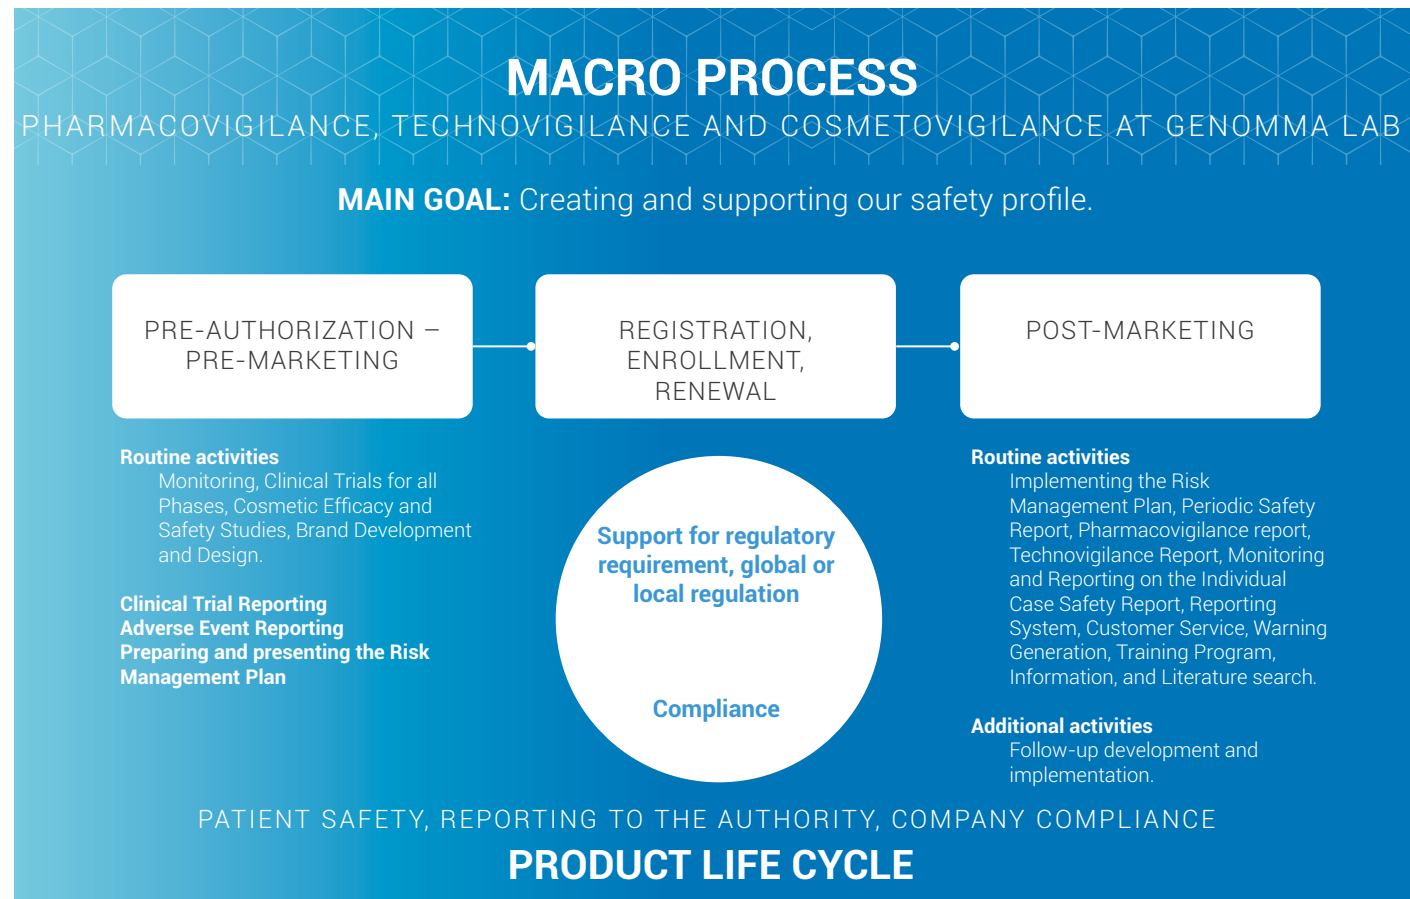 MACRO PROCESS
PHARMACOVIGILANCE, TECHNOVIGILANCE AND COSMETOVIGILANCE AT GENOMMA LAB
MAIN GOAL: Creating and supporting our safety profile.
PRE-AUTHORIZATION –
PRE-MARKETING
REGISTRATION,
ENROLLMENT,
RENEWAL
POST-MARKETING
Routine activities
Monitoring, Clinical Trials for all
Phases, Cosmetic Efficacy and
Safety Studies, Brand Development
and Design.
Clinical Trial Reporting
Adverse Event Reporting
Preparing and presenting the Risk
Management Plan
Support for regulatory
requirement, global or
local regulation
Compliance
Routine activities
Implementing the Risk
Management Plan, Periodic Safety
Report, Pharmacovigilance report,
Technovigilance Report, Monitoring
and Reporting on the Individual
Case Safety Report, Reporting
System, Customer Service, Warning
Generation, Training Program,
Information, and Literature search.
Additional activities
Follow-up development and
implementation.
PATIENT SAFETY, REPORTING TO THE AUTHORITY, COMPANY COMPLIANCE
PRODUCT LIFE CYCLE